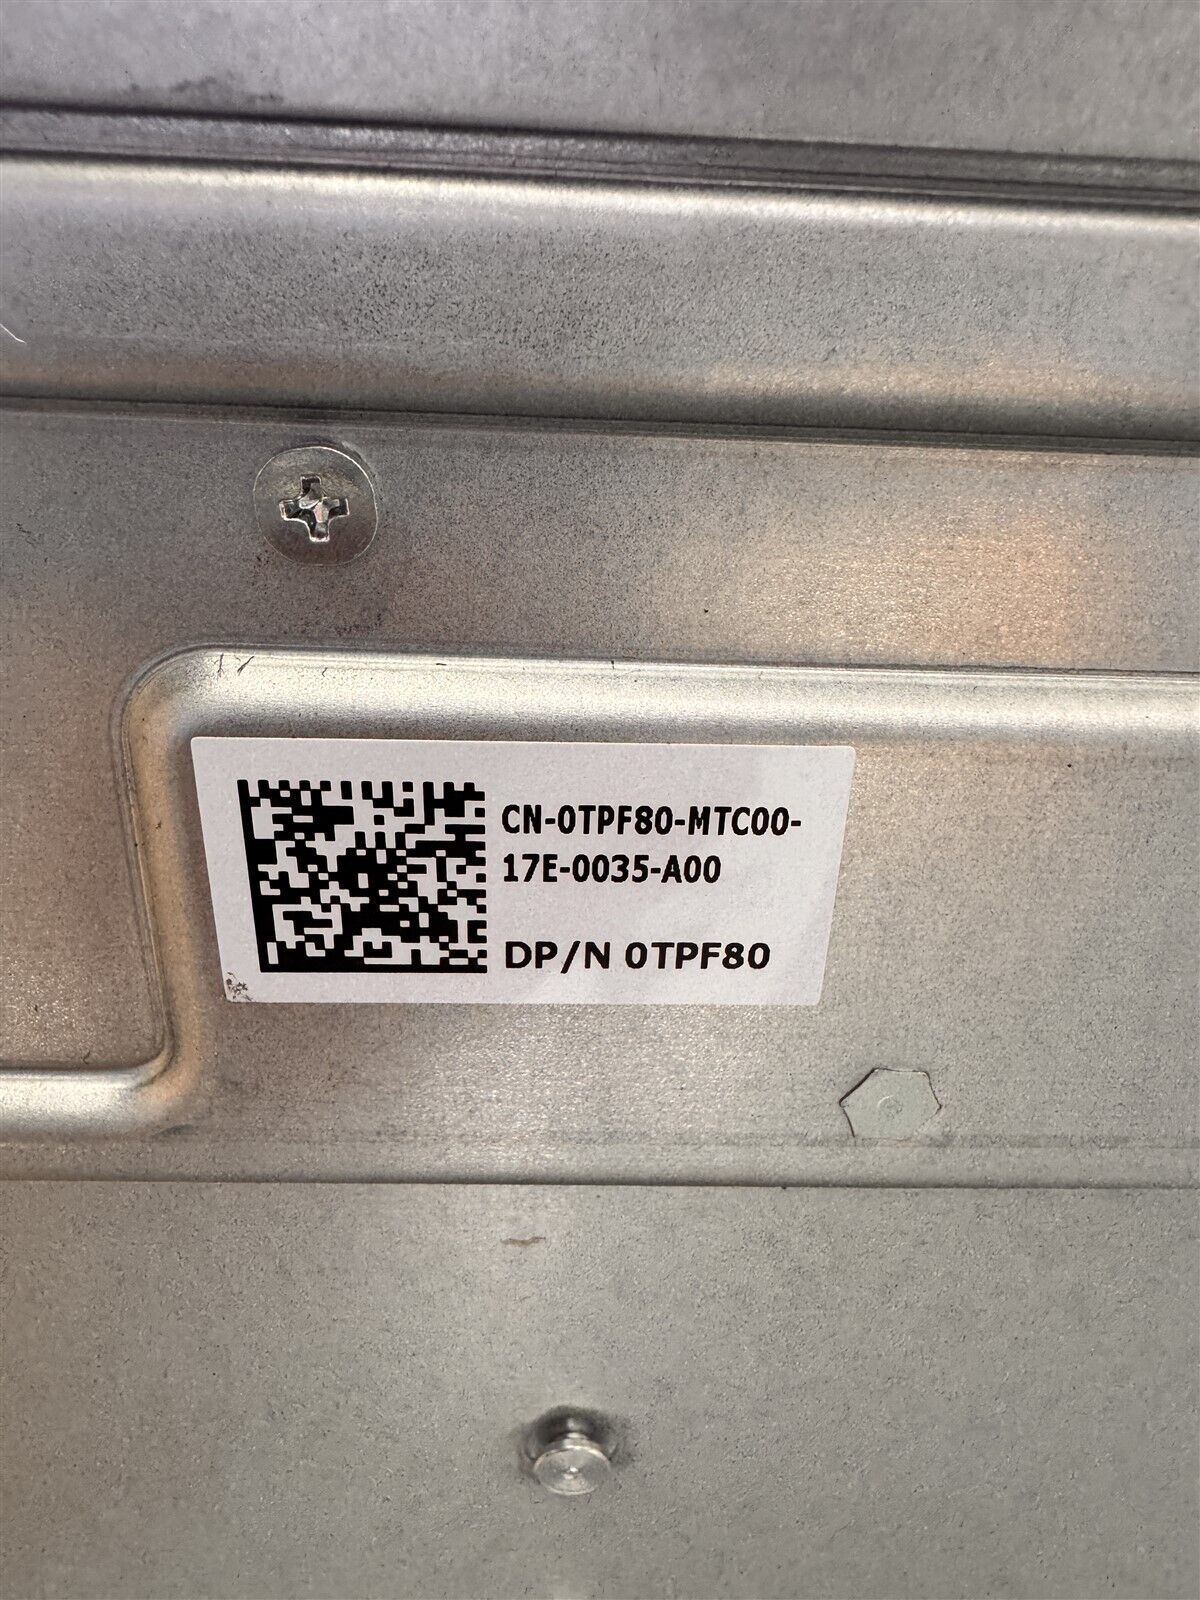 CN-0TPF80-MTC00-
17E-0035-A00
DP/N 0TPF80